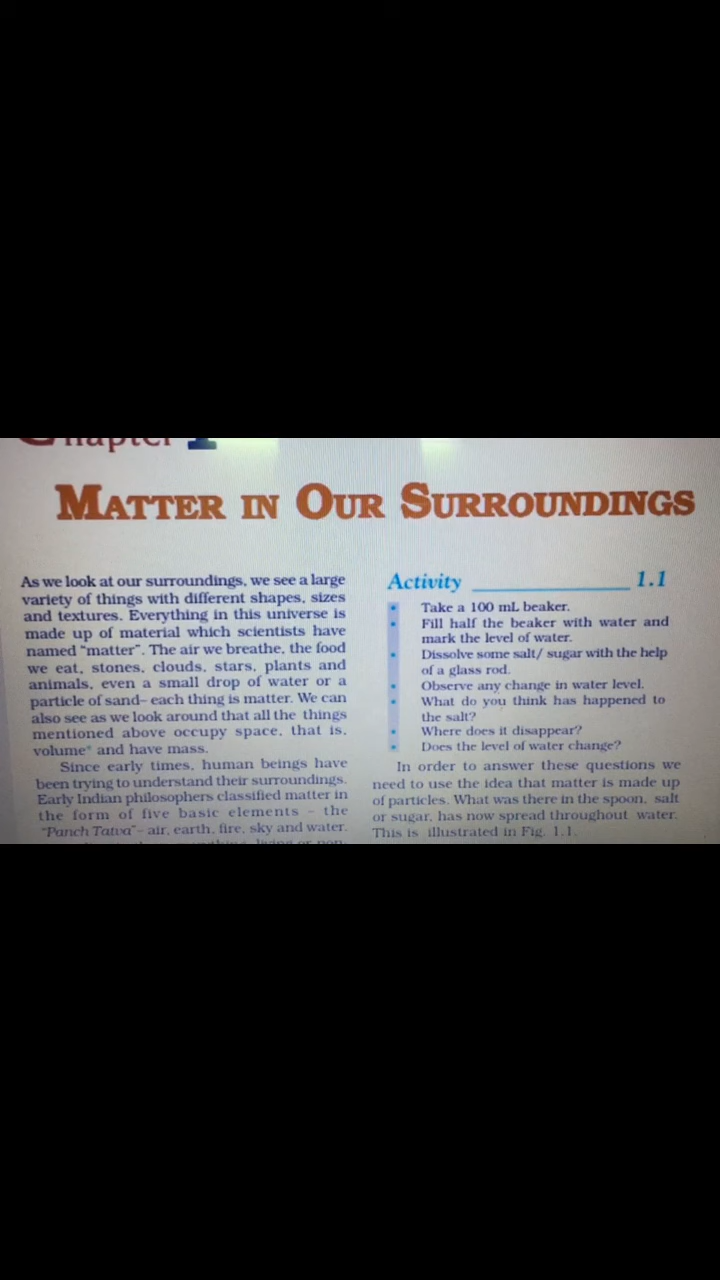 Chapter 1
MATTER IN OUR SURROUNDINGS
As we look at our surroundings, we see a large
variety of things with different shapes, sizes
and textures. Everything in this universe is
made up of material which scientists have
named "matter". The air we breathe, the food
we eat, stones, clouds, stars, plants and
animals, even a small drop of water or a
particle of sand– each thing is matter. We can
also see as we look around that all the things
mentioned above occupy space, that is,
volume* and have mass.
Since early times, human beings have
been trying to understand their surroundings.
Early Indian philosophers classified matter in
the form of five basic elements – the
"Panch Tatva"– air, earth, fire, sky and water.
living or non-
Activity 1.1
• Take a 100 mL beaker.
• Fill half the beaker with water and
mark the level of water.
• Dissolve some salt/ sugar with the help
of a glass rod.
• Observe any change in water level.
• What do you think has happened to
the salt?
• Where does it disappear?
• Does the level of water change?
In order to answer these questions we
need to use the idea that matter is made up
of particles. What was there in the spoon, salt
or sugar, has now spread throughout water.
This is illustrated in Fig. 1.1.